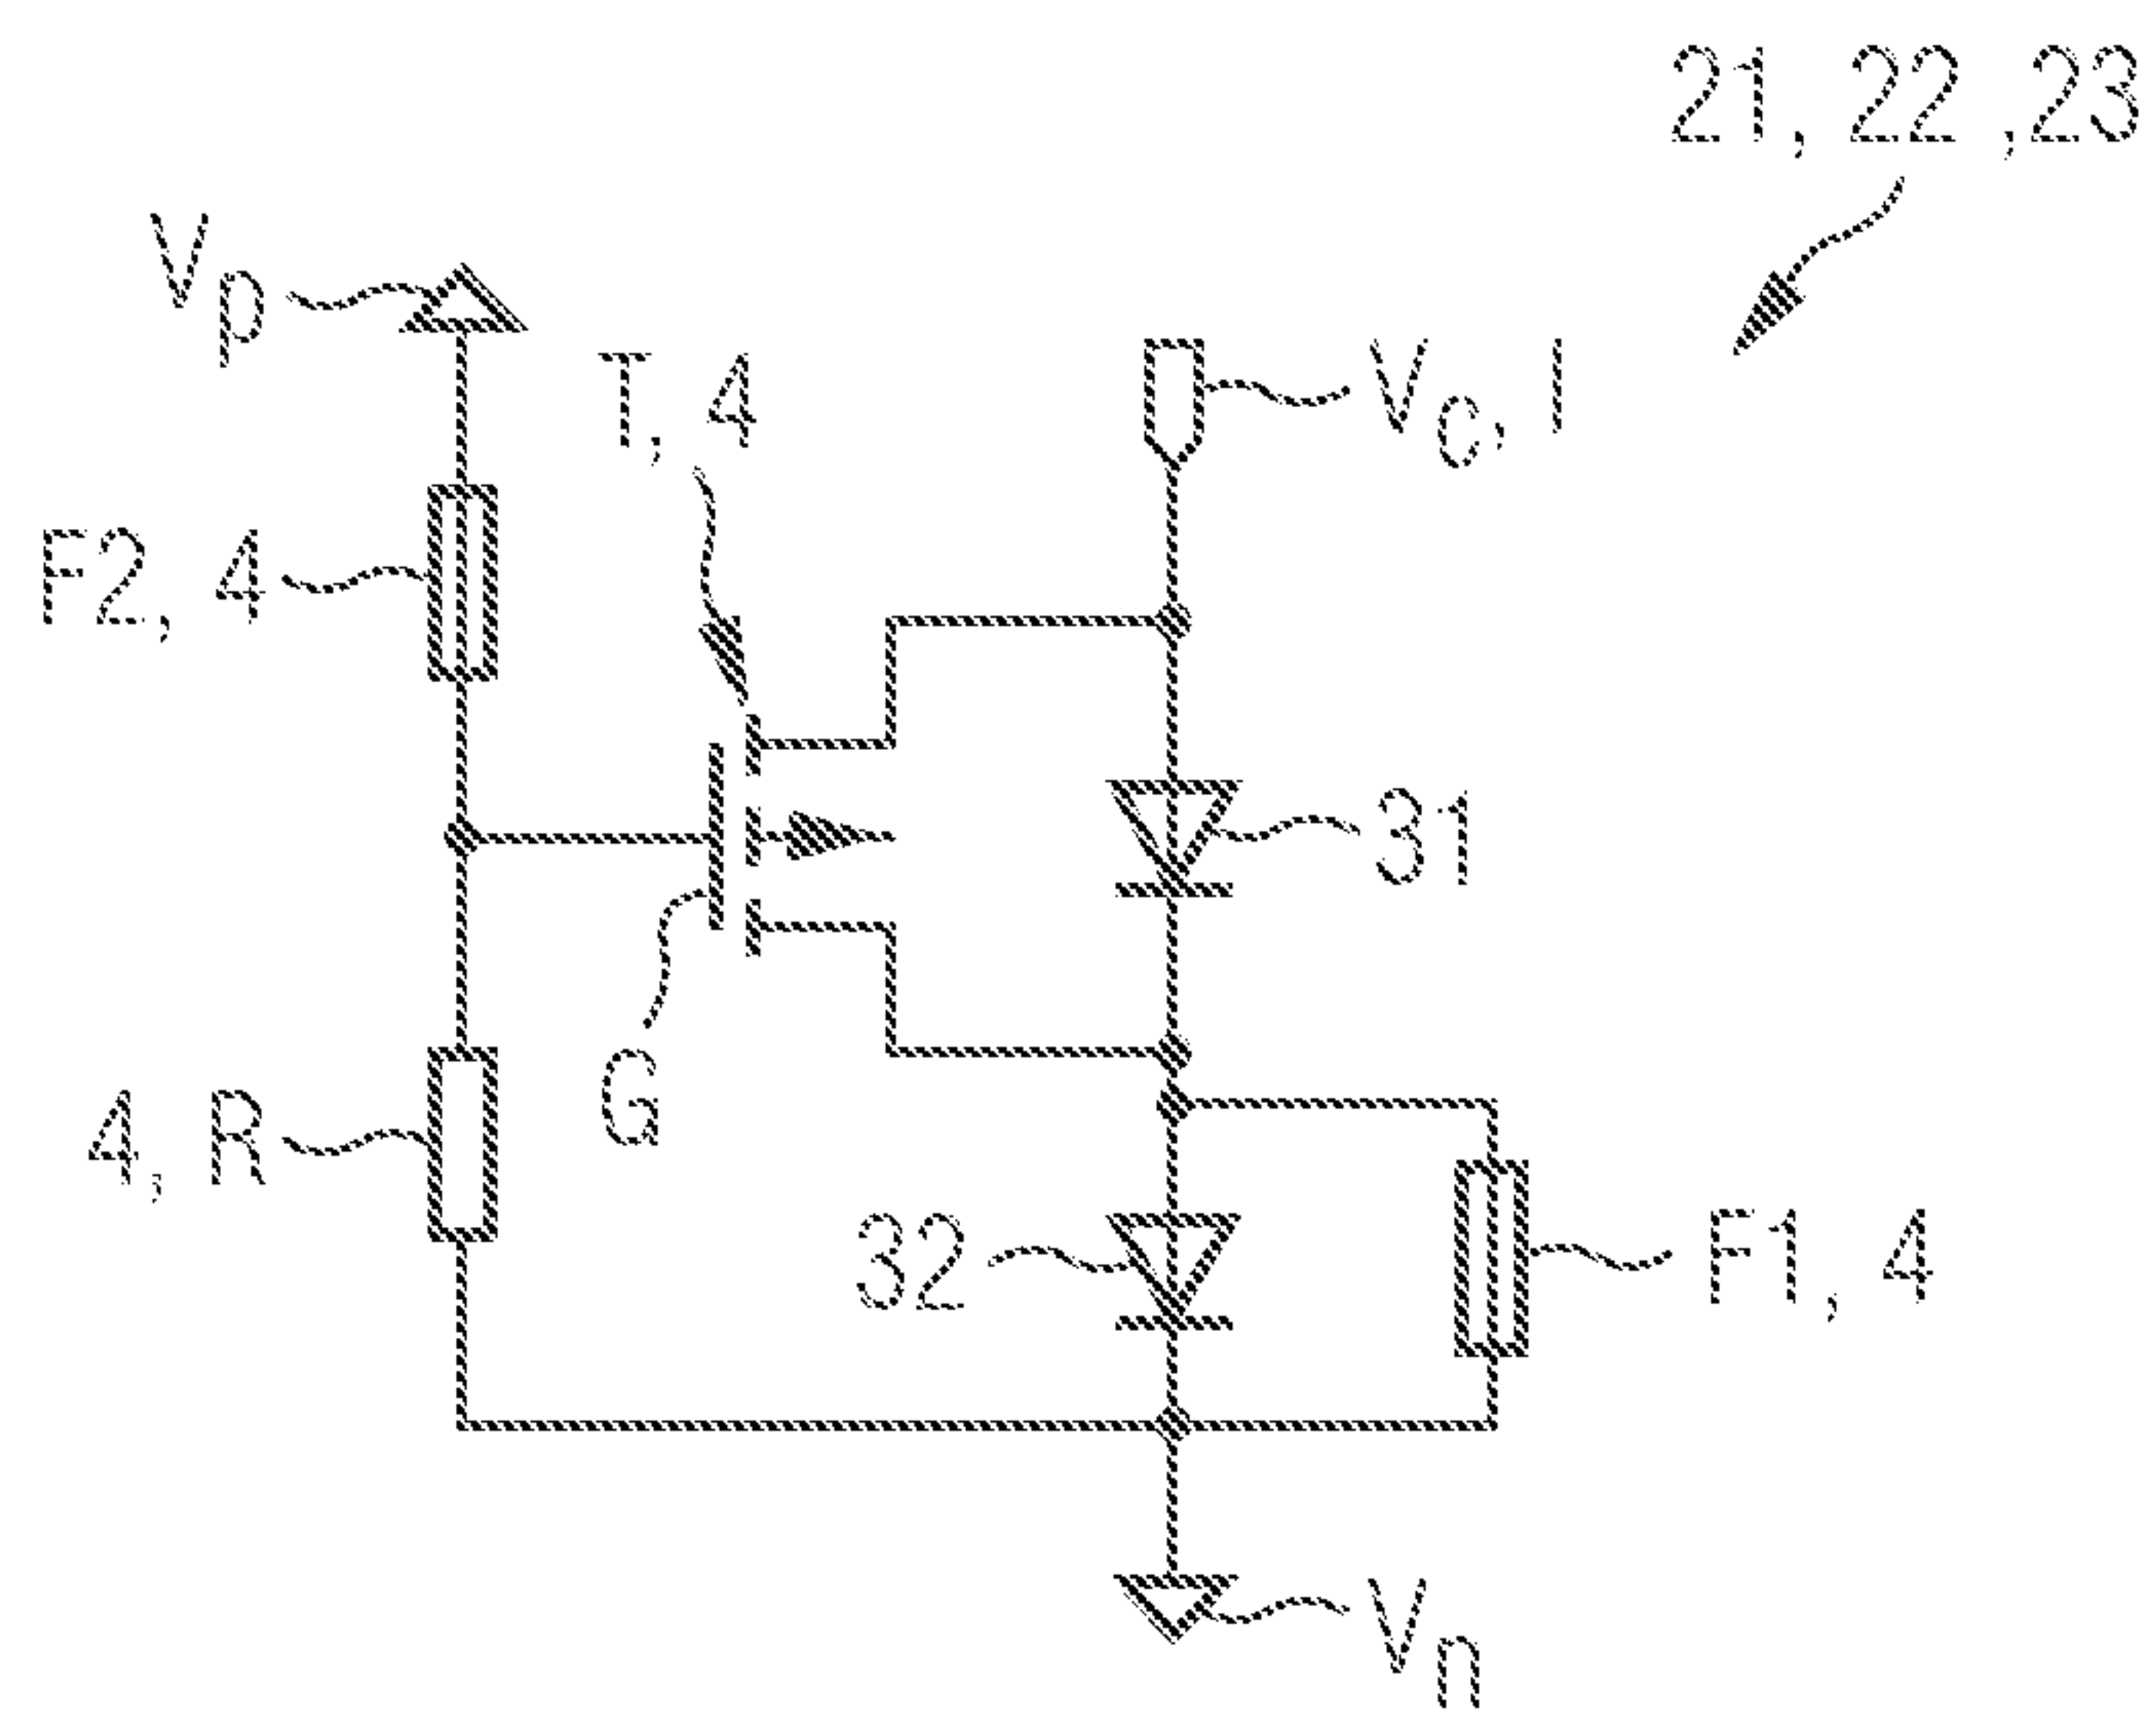 21, 22 ,23
Vp
T, 4
Vc, I
F2, 4
31
G
4, R
32
F1, 4
Vn